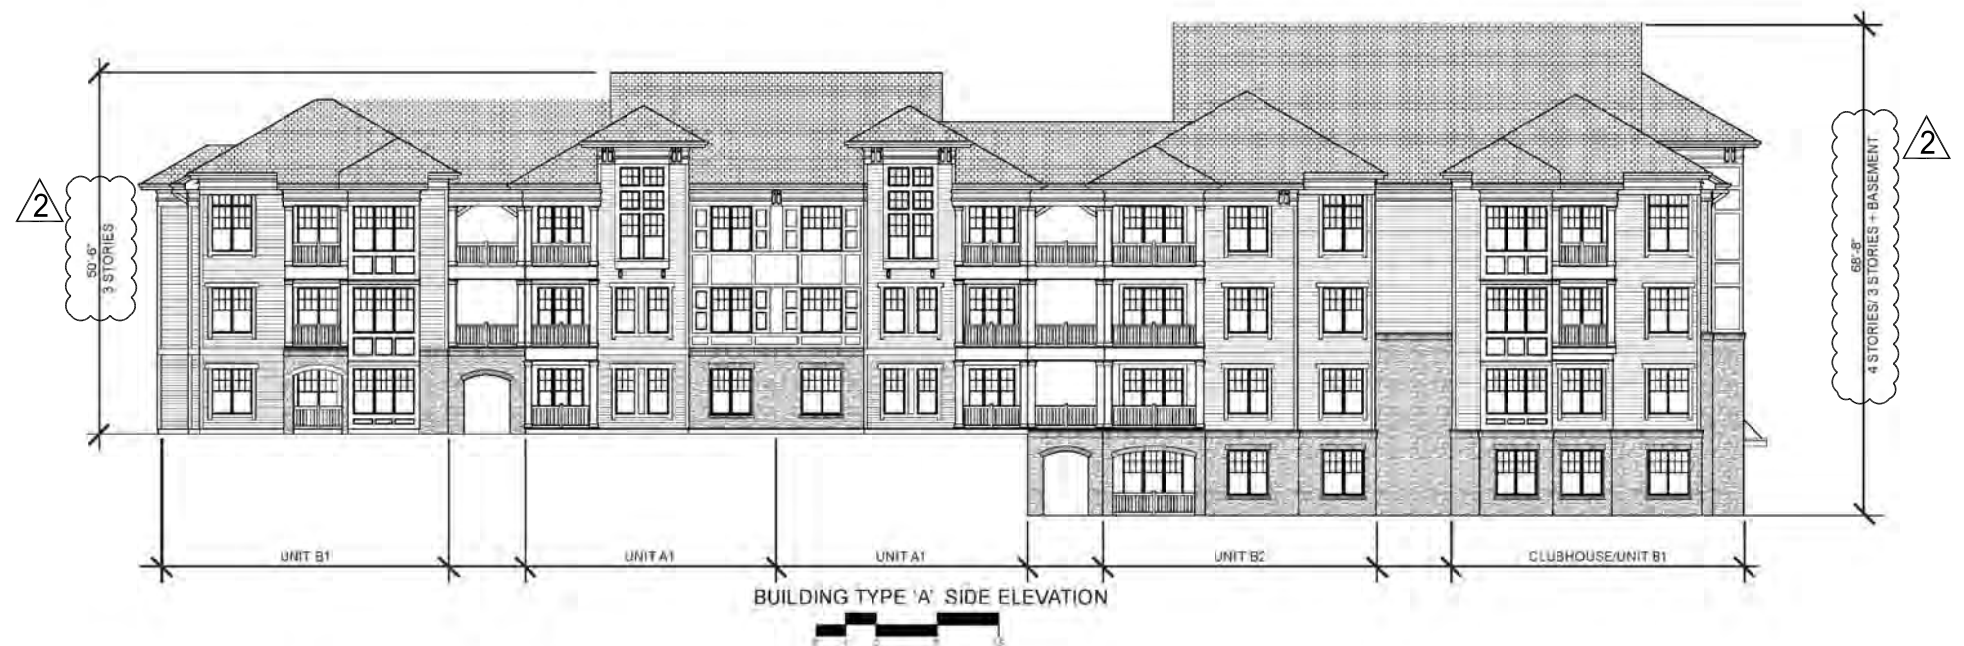 2
50'-6"
3 STORIES
2
68'-8"
4 STORIES/ 3 STORIES + BASEMENT
UNIT B1
UNIT A1
UNIT A1
UNIT B2
CLUBHOUSE/UNIT B1
BUILDING TYPE 'A' SIDE ELEVATION